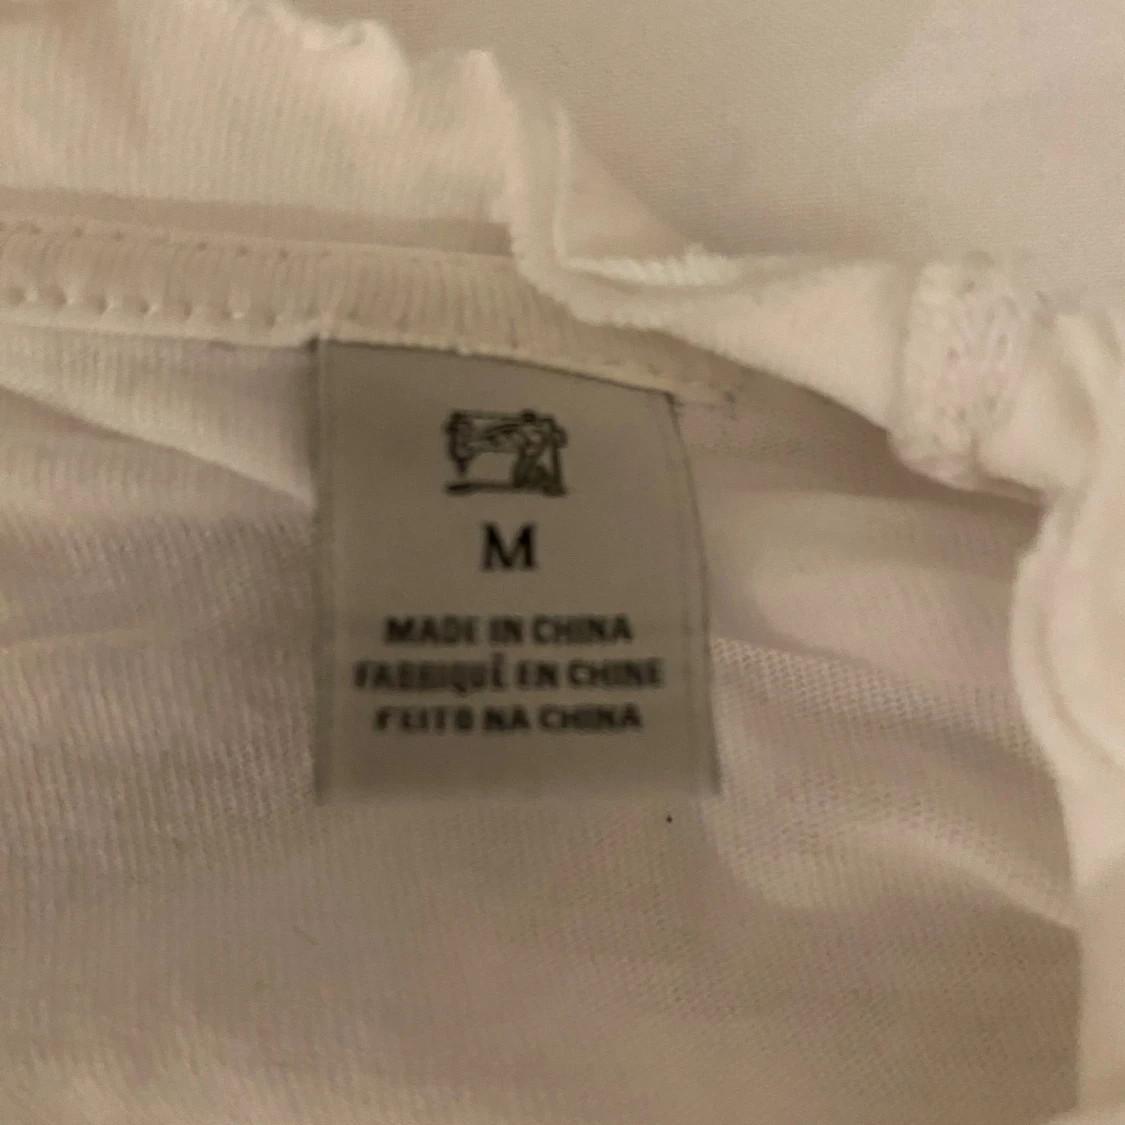 M
MADE IN CHINA
FABRIQUÉ EN CHINE
FEITO NA CHINA